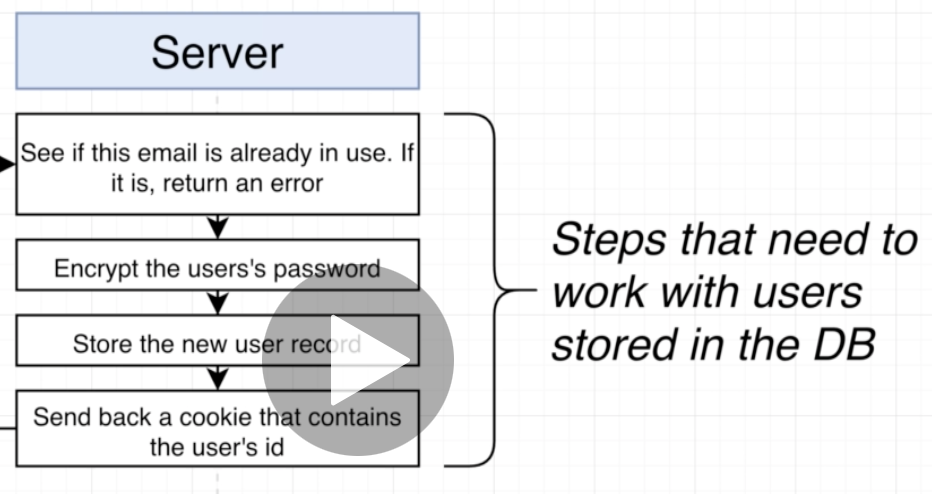 Server
See if this email is already in use. If
it is, return an error
Encrypt the users's password
Store the new user record
Send back a cookie that contains
the user's id
Steps that need to
work with users
stored in the DB